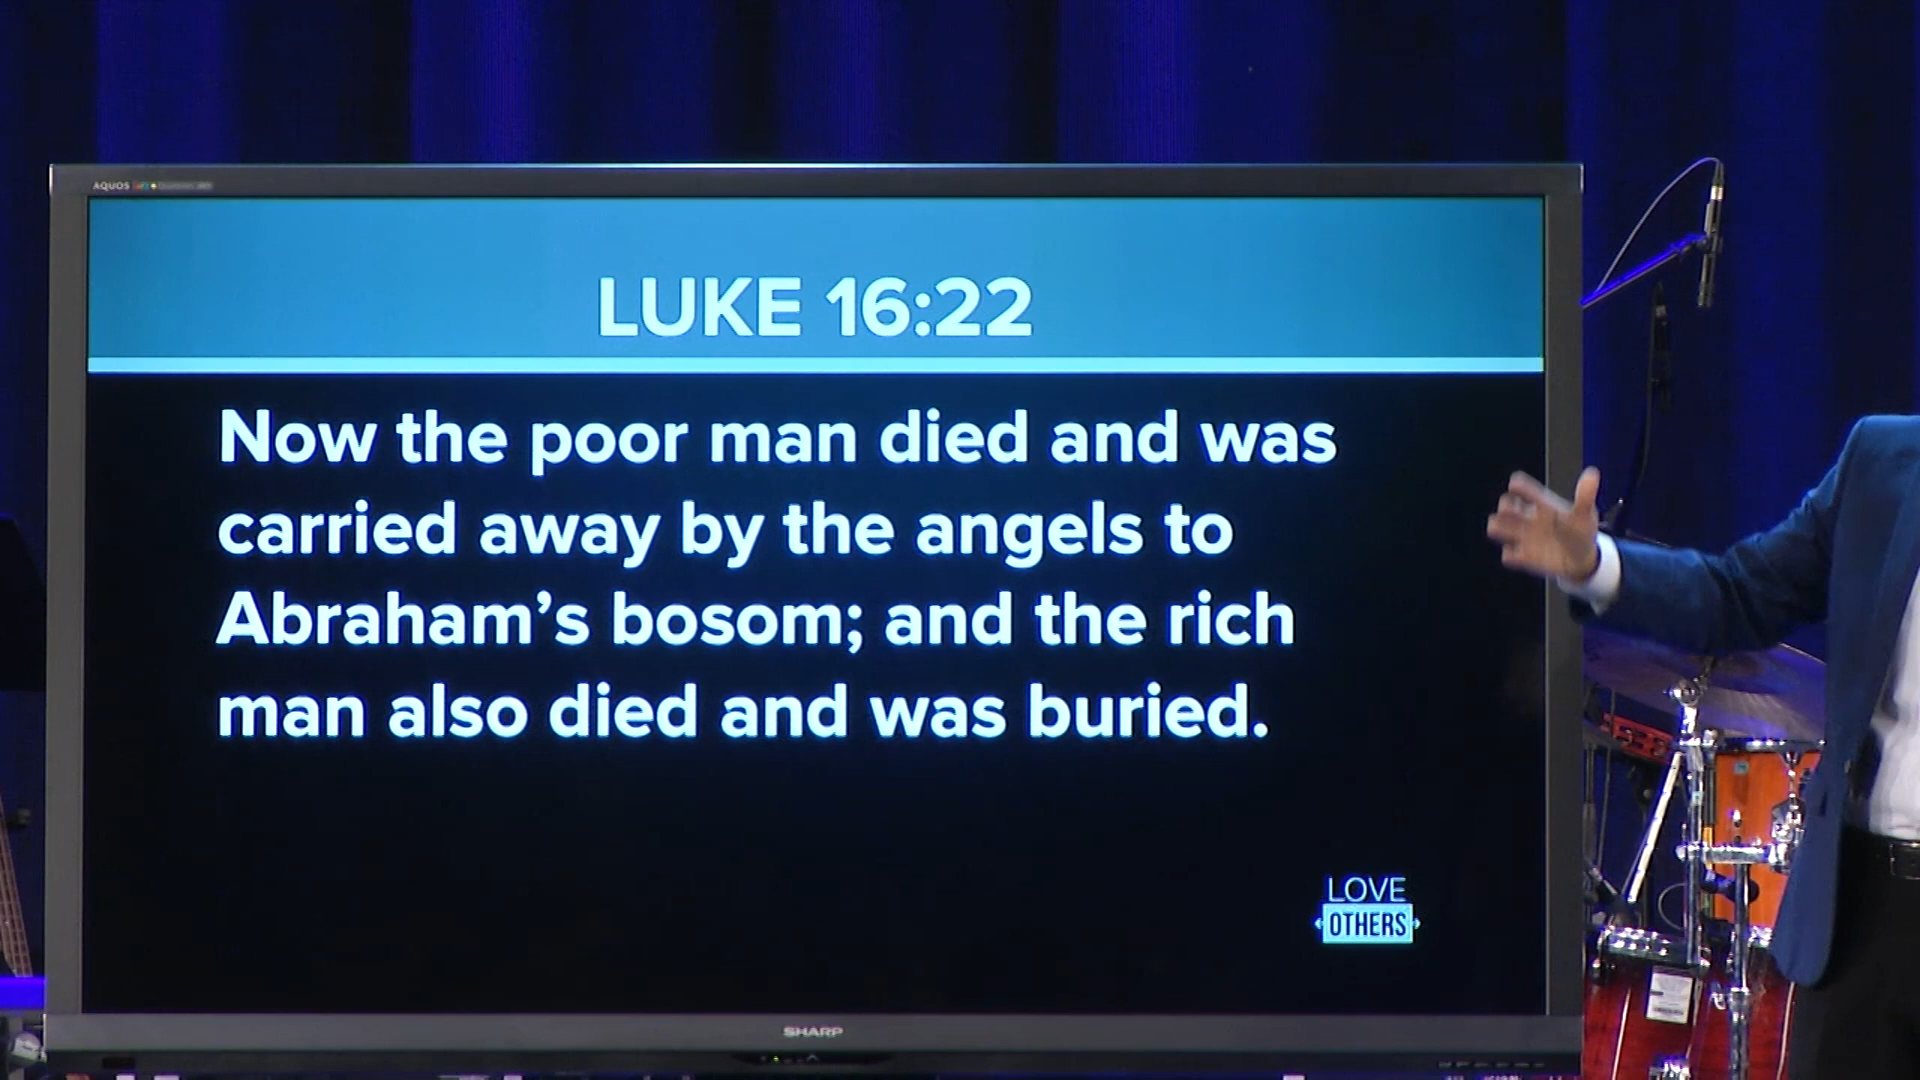 AQUOS
LUKE 16:22
Now the poor man died and was
carried away by the angels to
Abraham’s bosom; and the rich
man also died and was buried.
LOVE
OTHERS
SHARP